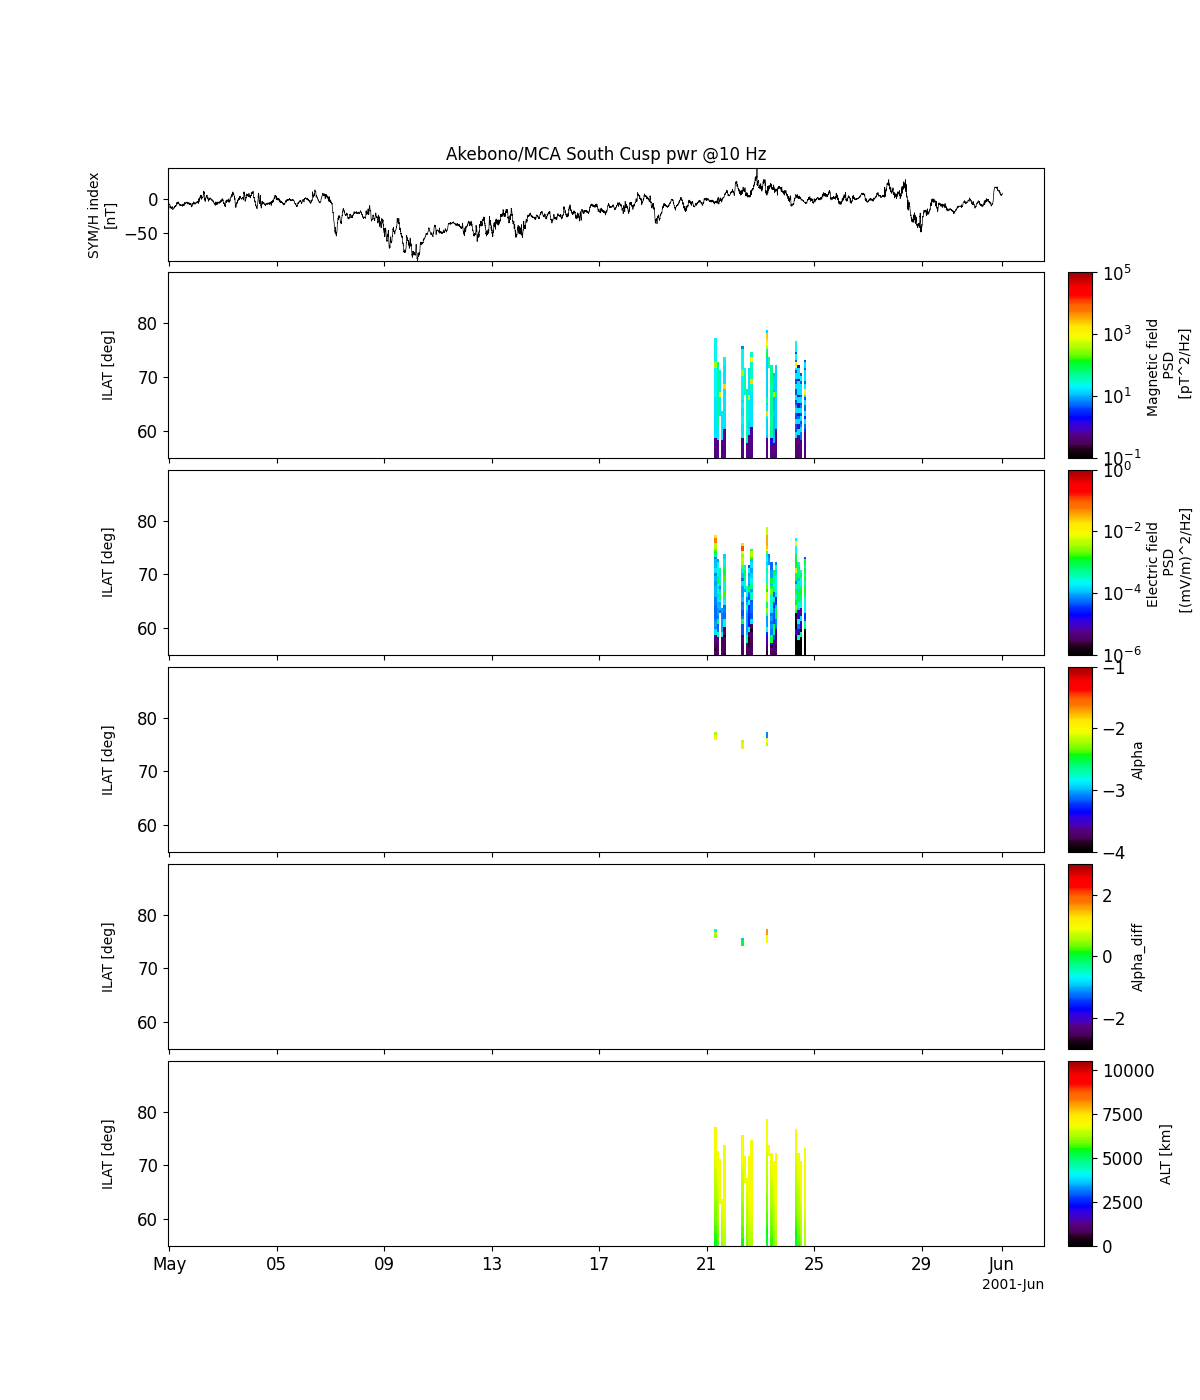 Akebono/MCA South Cusp pwr @10 Hz
SYM/H index
[nT]
0
−50
ILAT [deg]
80
70
60
10^5
10^3
10^1
10^−1
Magnetic field
PSD
[pT^2/Hz]
ILAT [deg]
80
70
60
10^0
10^−2
10^−4
10^−6
Electric field
PSD
[(mV/m)^2/Hz]
ILAT [deg]
80
70
60
−1
−2
−3
−4
Alpha
ILAT [deg]
80
70
60
2
0
−2
Alpha_diff
ILAT [deg]
80
70
60
10000
7500
5000
2500
0
ALT [km]
May 05 09 13 17 21 25 29 Jun
2001-Jun